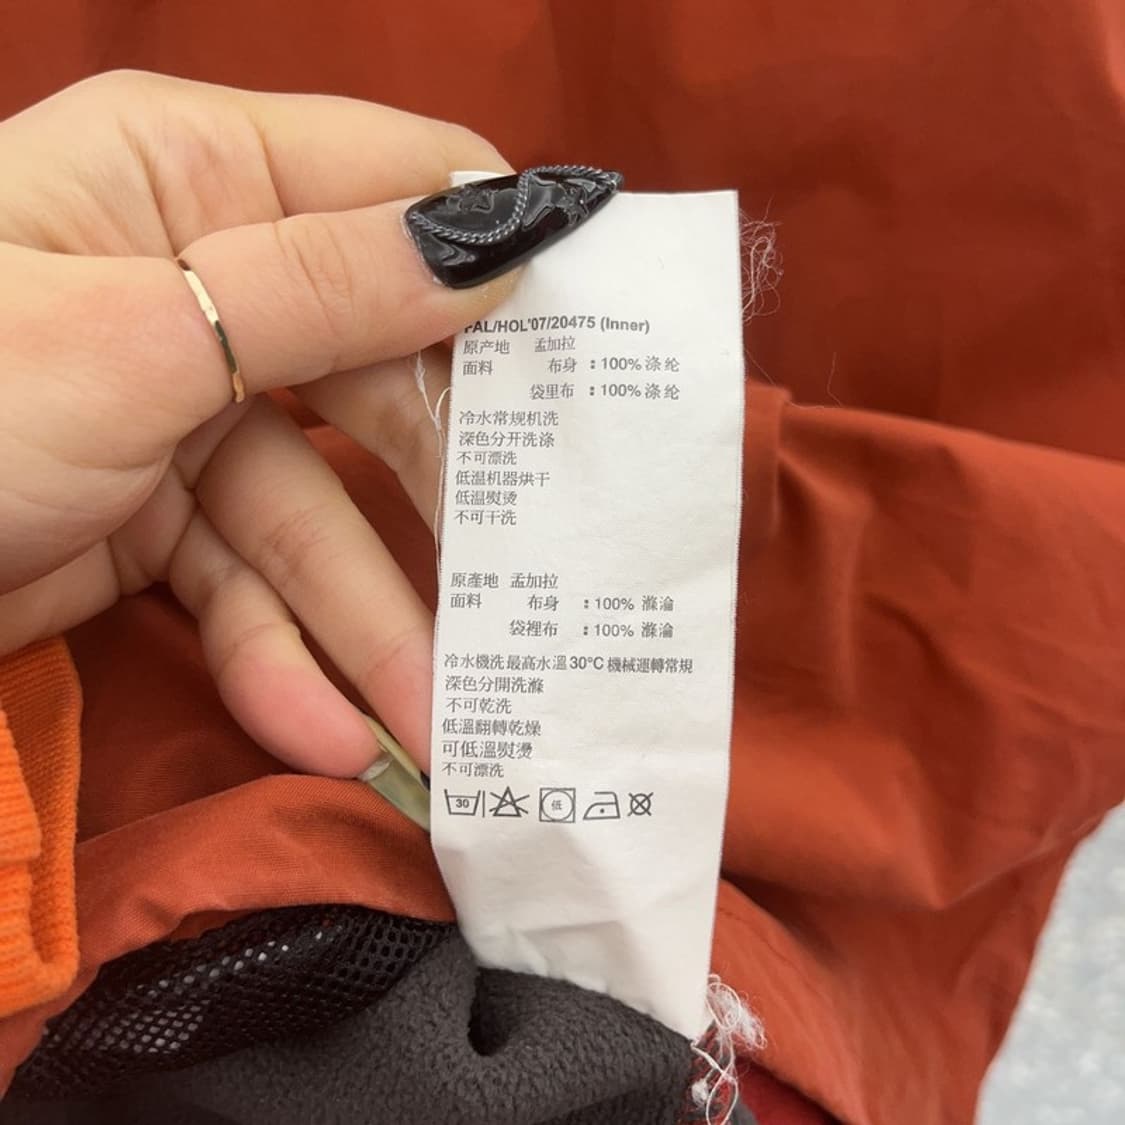 FAL/HOL'07/20475 (Inner)
原产地 孟加拉
面料 布身 : 100% 涤纶
袋里布 : 100% 涤纶
冷水常规机洗
深色分开洗涤
不可漂洗
低温机器烘干
低温熨烫
不可干洗
原產地 孟加拉
面料 布身 : 100% 滌淪
袋裡布 : 100% 滌淪
冷水機洗最高水溫30°C機械運轉常規
深色分開洗滌
不可乾洗
低溫翻轉乾燥
可低溫熨燙
不可漂洗
30 低